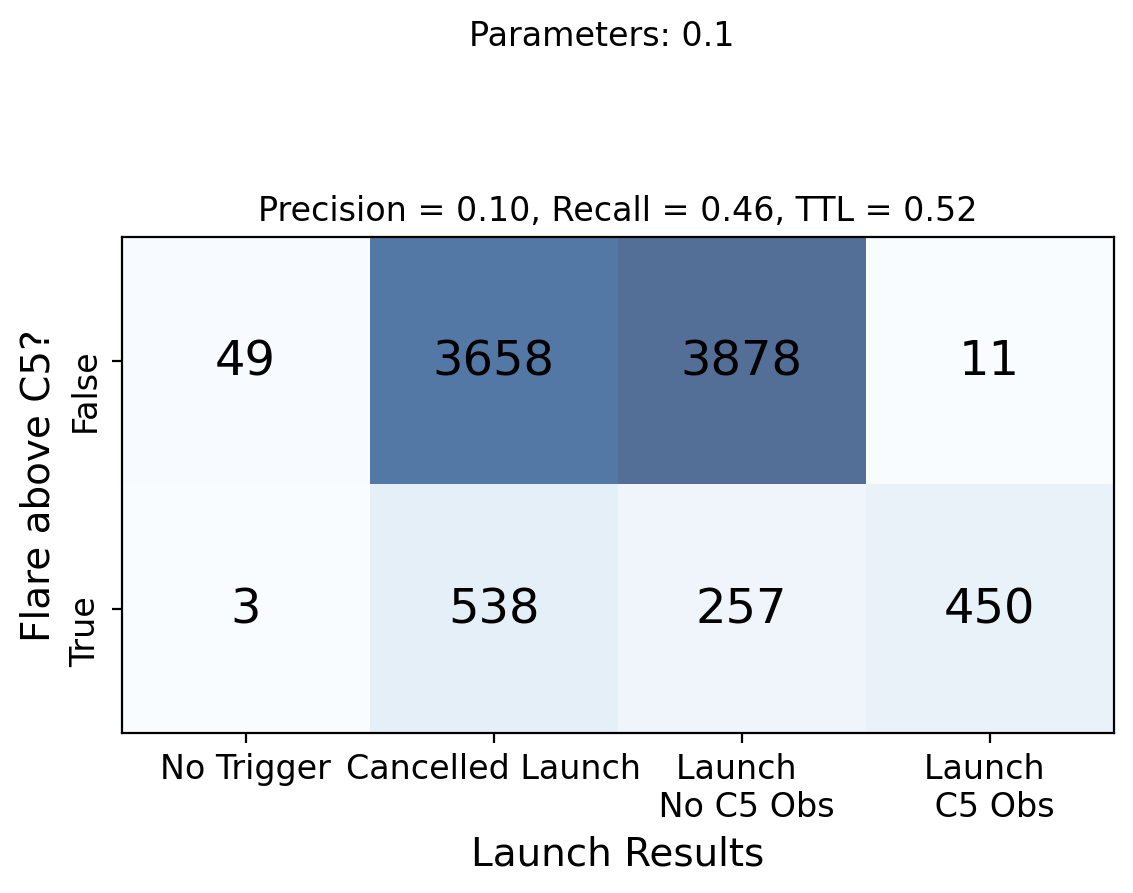 Parameters: 0.1
Precision = 0.10, Recall = 0.46, TTL = 0.52
Flare above C5?
False
49
3658
3878
11
True
3
538
257
450
No Trigger
Cancelled Launch
Launch
No C5 Obs
Launch
C5 Obs
Launch Results